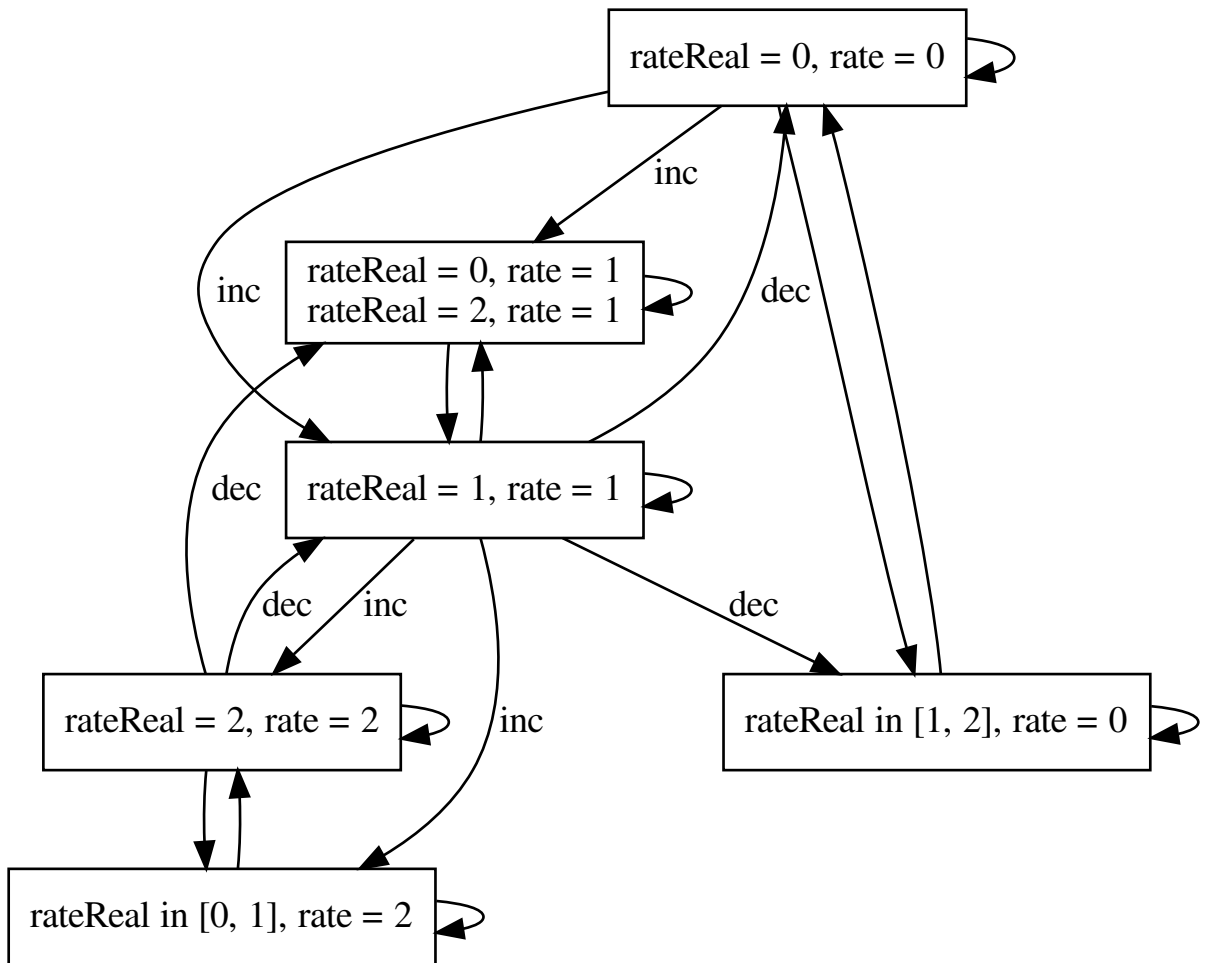 rateReal = 0, rate = 0
inc
rateReal = 0, rate = 1
rateReal = 2, rate = 1
inc
dec
rateReal = 1, rate = 1
dec
dec
inc
dec
rateReal = 2, rate = 2
inc
rateReal in [1, 2], rate = 0
rateReal in [0, 1], rate = 2